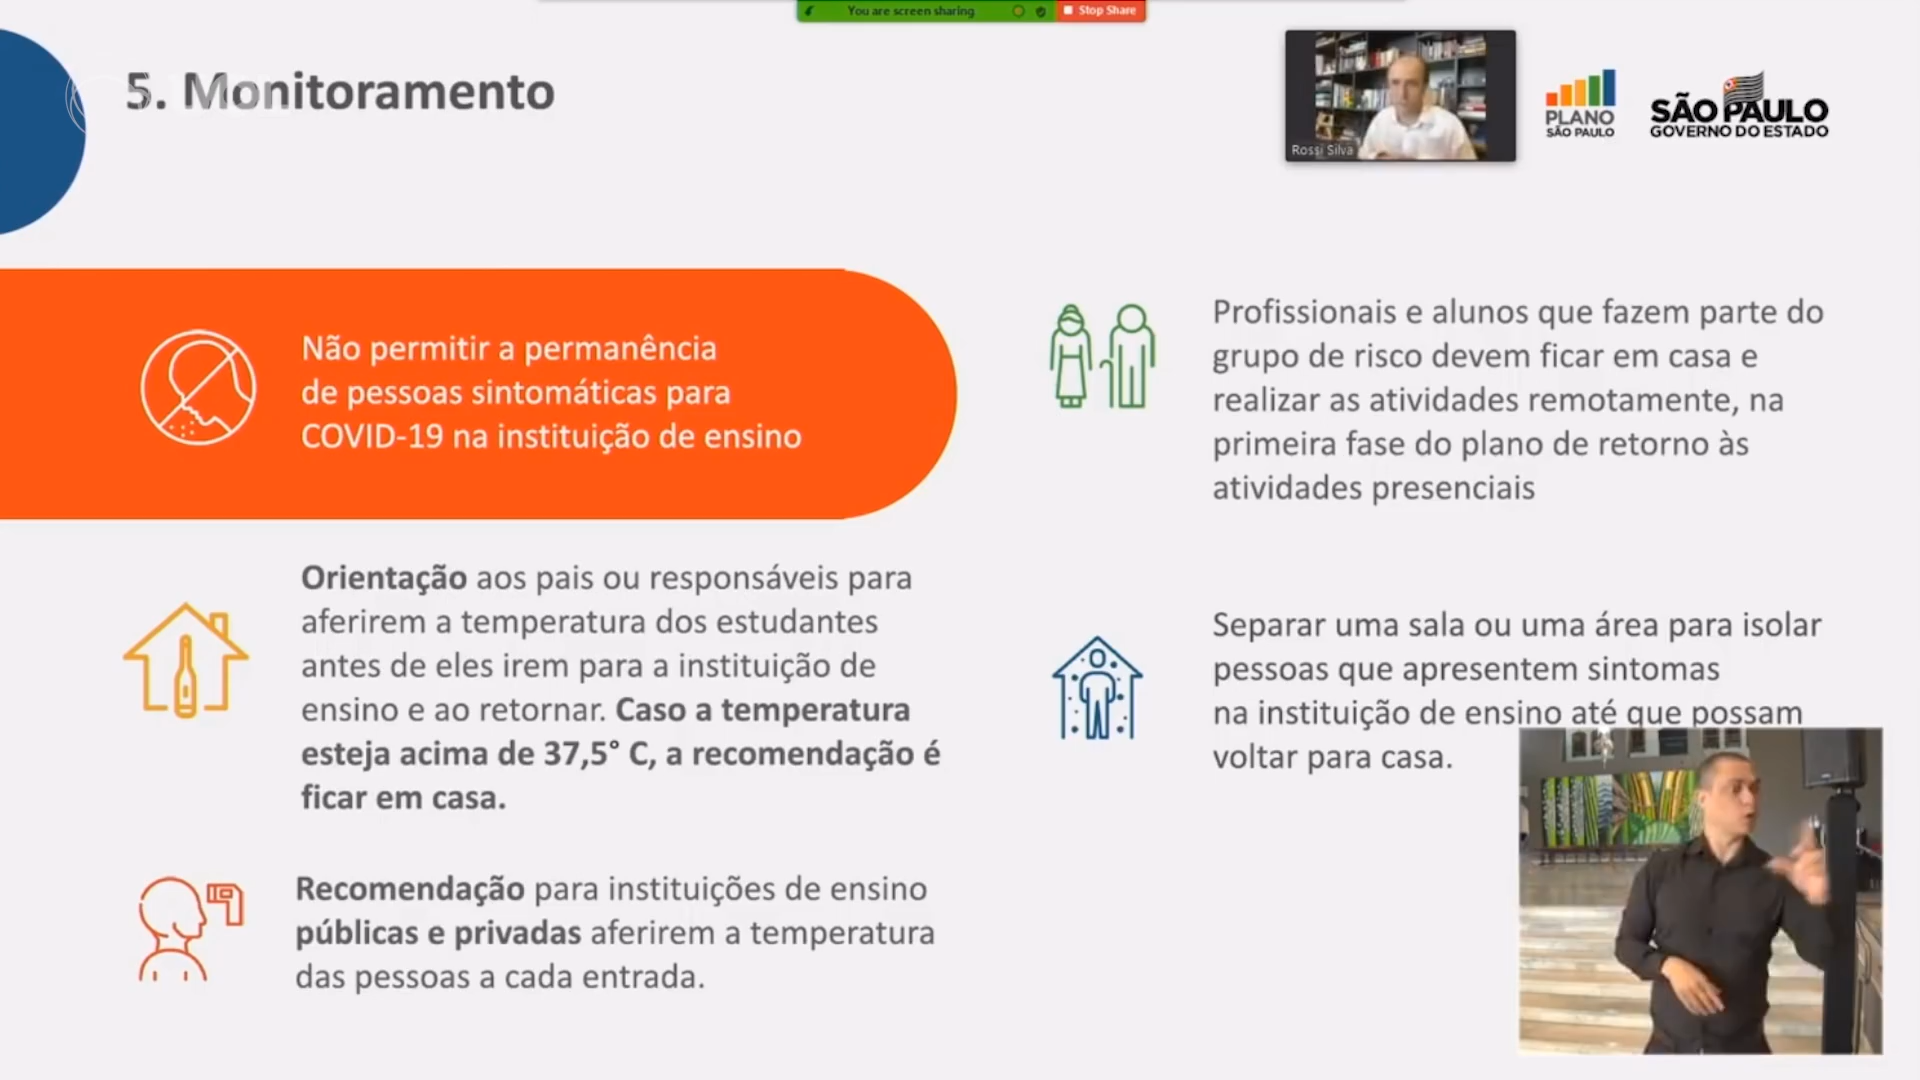 You are screen sharing
Stop Share
5. Monitoramento
Rossi Silva
PLANO
SÃO PAULO
SÃO PAULO
GOVERNO DO ESTADO
Não permitir a permanência
de pessoas sintomáticas para
COVID-19 na instituição de ensino
Orientação aos pais ou responsáveis para
aferirem a temperatura dos estudantes
antes de eles irem para a instituição de
ensino e ao retornar. Caso a temperatura
esteja acima de 37,5° C, a recomendação é
ficar em casa.
Recomendação para instituições de ensino
públicas e privadas aferirem a temperatura
das pessoas a cada entrada.
Profissionais e alunos que fazem parte do
grupo de risco devem ficar em casa e
realizar as atividades remotamente, na
primeira fase do plano de retorno às
atividades presenciais
Separar uma sala ou uma área para isolar
pessoas que apresentem sintomas
na instituição de ensino até que possam
voltar para casa.